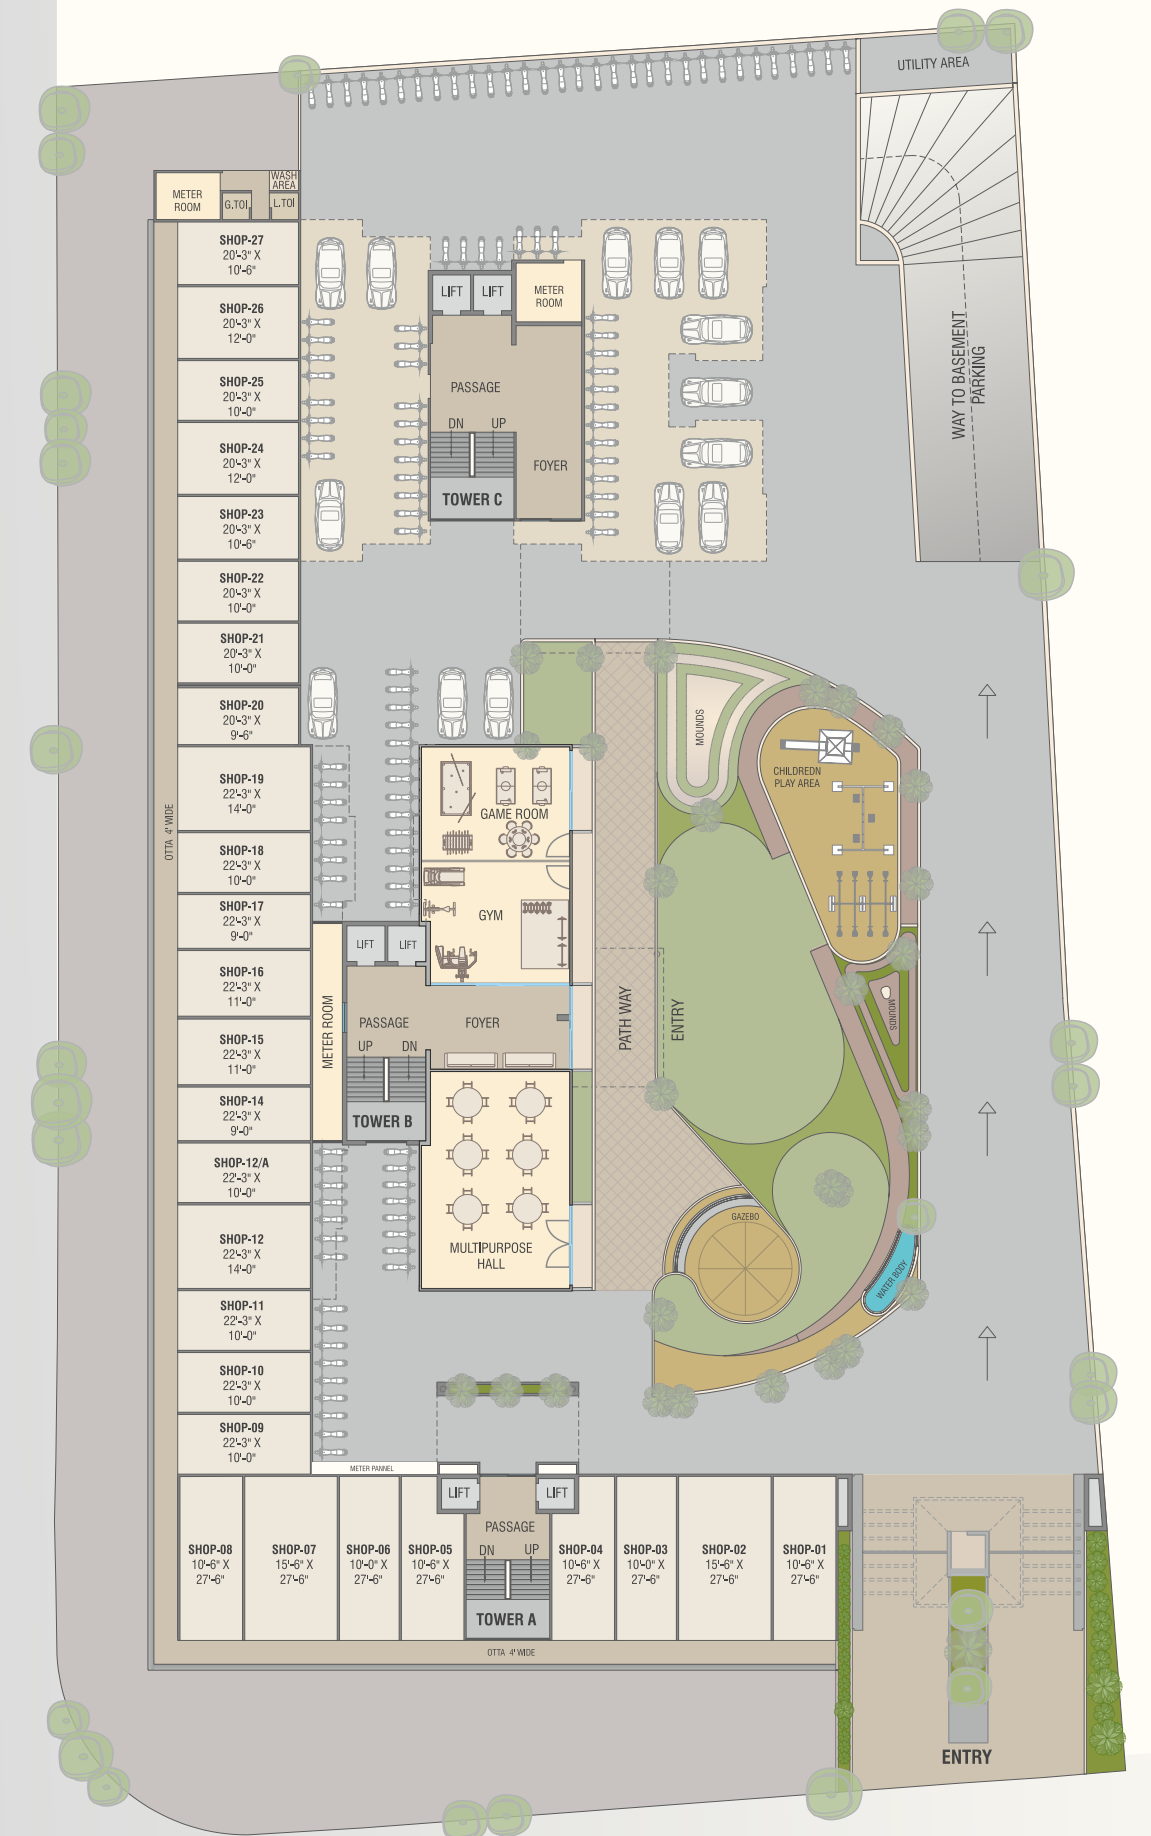 UTILITY AREA
WASH
AREA
METER
ROOM
G.TOI
L.TOI
SHOP-27
20'-3" X
10'-6"
SHOP-26
20'-3" X
12'-0"
SHOP-25
20'-3" X
10'-0"
SHOP-24
20'-3" X
12'-0"
SHOP-23
20'-3" X
10'-6"
SHOP-22
20'-3" X
10'-0"
SHOP-21
20'-3" X
10'-0"
SHOP-20
20'-3" X
9'-6"
SHOP-19
22'-3" X
14'-0"
SHOP-18
22'-3" X
10'-0"
SHOP-17
22'-3" X
9'-0"
SHOP-16
22'-3" X
11'-0"
SHOP-15
22'-3" X
11'-0"
SHOP-14
22'-3" X
9'-0"
SHOP-12/A
22'-3" X
10'-0"
SHOP-12
22'-3" X
14'-0"
SHOP-11
22'-3" X
10'-0"
SHOP-10
22'-3" X
10'-0"
SHOP-09
22'-3" X
10'-0"
OTTA  4' WIDE
LIFT
LIFT
METER
ROOM
PASSAGE
DN
UP
FOYER
TOWER C
WAY TO BASEMENT
PARKING
MOUNDS
CHILDREDN
PLAY AREA
GAME ROOM
GYM
LIFT
LIFT
METER ROOM
PASSAGE
FOYER
UP
DN
TOWER B
PATH WAY
ENTRY
MOUNDS
MULTIPURPOSE
HALL
GAZEBO
WATER BODY
METER PANNEL
LIFT
LIFT
PASSAGE
DN
UP
TOWER A
SHOP-08
10'-6" X
27'-6"
SHOP-07
15'-6" X
27'-6"
SHOP-06
10'-0" X
27'-6"
SHOP-05
10'-6" X
27'-6"
SHOP-04
10'-6" X
27'-6"
SHOP-03
10'-0" X
27'-6"
SHOP-02
15'-6" X
27'-6"
SHOP-01
10'-6" X
27'-6"
OTTA  4' WIDE
ENTRY